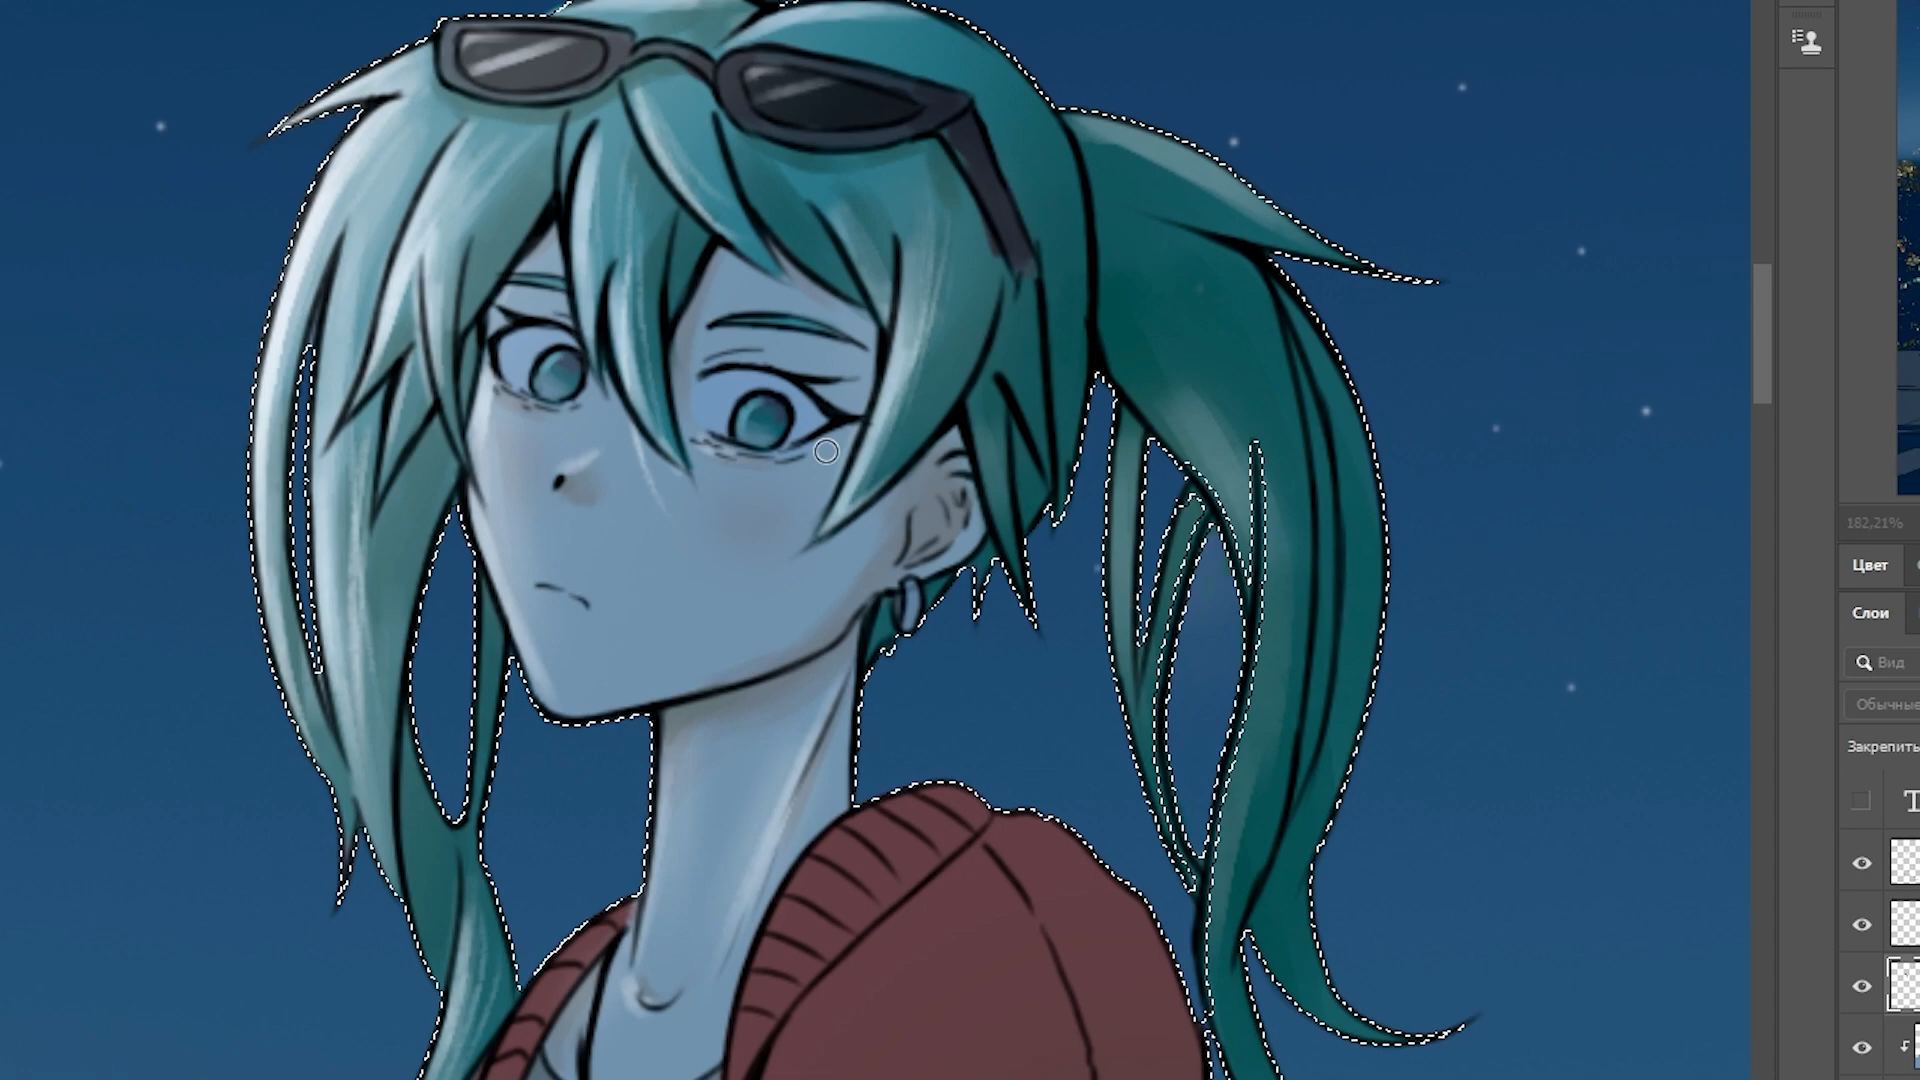 182,21%
Цвет
Слои
Вид
Обычные
Закрепить
T